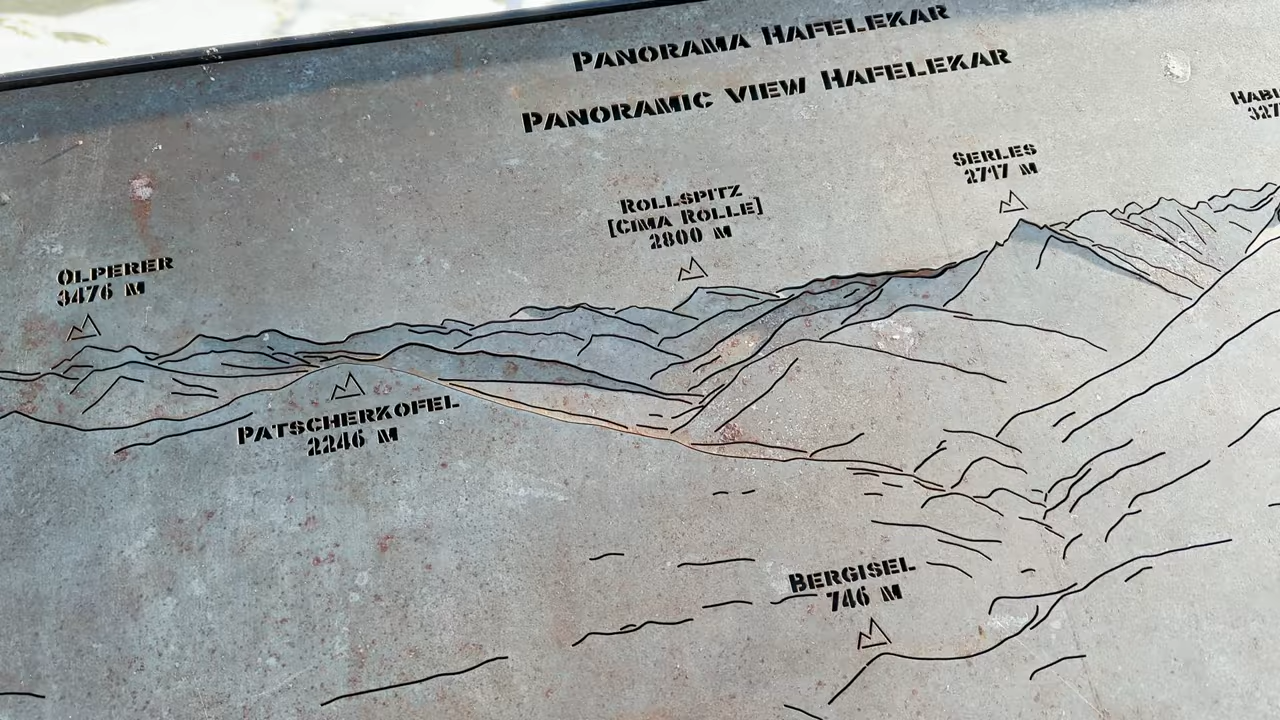 PANORAMA HAFELEKAR
PANORAMIC VIEW HAFELEKAR
SERLES
2717 M
ROLLSPITZ
[CIMA ROLLE]
2800 M
OLPERER
3476 M
PATSCHERKOFEL
2246 M
BERGISEL
746 M